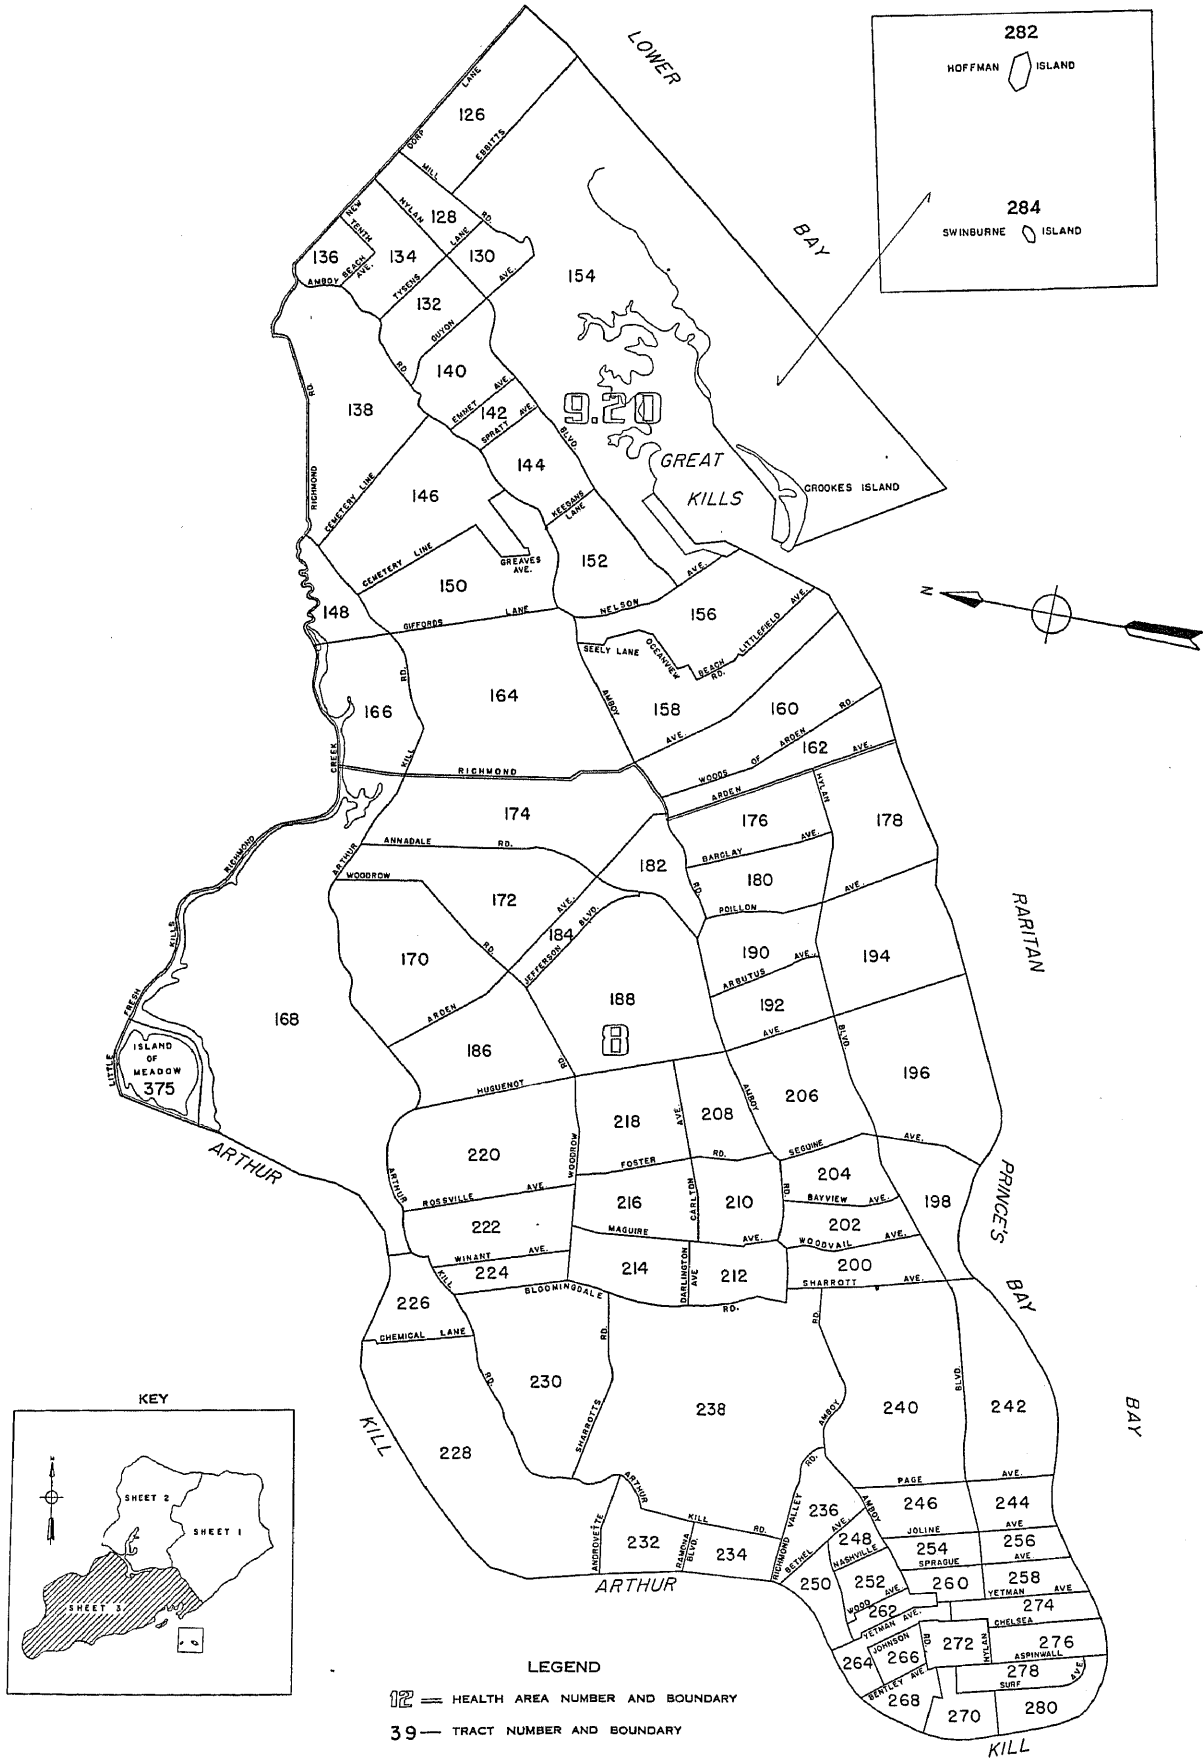 282
HOFFMAN ISLAND
284
SWINBURNE ISLAND
LOWER
BAY
NEW DORP LANE
126
EBBITTS
MILL RD.
HYLAN
128
TENTH
136
134
LANE
130
AMBOY
BEACH AVE.
TYSENS
AVE.
154
132
GUYON
RD.
140
138
EMMET AVE.
142
SPRATT AVE.
9.20
BLVD.
GREAT
KILLS
144
CROOKES ISLAND
RICHMOND
RD.
CEMETERY LINE
146
KEEGANS LANE
CEMETERY LINE
GREAVES AVE.
152
150
AVE.
148
GIFFORDS LANE
NELSON
156
N
SEELY LANE
OCEANVIEW
BEACH RD.
LITTLEFIELD AVE.
RD.
164
AMBOY
158
160
166
AVE.
WOODS OF ARDEN RD.
162
CREEK
KILL
RICHMOND
ARDEN AVE.
HYLAN
174
176
178
ANNADALE RD.
RICHMOND
ARTHUR
182
BARCLAY AVE.
WOODROW
180
172
RD.
AVE.
POILLON
AVE.
BLVD.
184
JEFFERSON
RARITAN
KILLS
170
RD.
190
AVE.
194
ARBUTUS
FRESH
ARDEN
188
192
168
8
AVE.
BLVD.
ISLAND
OF
MEADOW
375
LITTLE
186
RD.
HUGUENOT
196
AMBOY
206
218
AVE.
208
ARTHUR
220
WOODROW
SEGUINE AVE.
FOSTER RD.
204
PRINCE'S
ARTHUR
ROSSVILLE AVE
216
CARLTON
210
RD.
BAYVIEW AVE.
198
222
MAGUIRE AVE.
202
WOODVAIL AVE.
WINANT AVE.
214
DARLINGTON AVE
212
200
224
KILL
BLOOMINGDALE RD.
SHARROTT AVE.
BAY
226
RD.
CHEMICAL LANE
RD.
BLVD.
RD.
230
KEY
SHARROTTS
238
AMBOY
240
242
BAY
KILL
228
SHEET 2
SHEET 1
SHEET 3
RD.
PAGE AVE.
ARTHUR
VALLEY
236
AMBOY
246
244
KILL RD.
AVE.
JOLINE AVE
ANDROVETTE
232
RAMONA BLVD.
234
RICHMOND
BETHEL
248
NASHVILLE
254
256
SPRAGUE AVE.
ARTHUR
250
252
260
258
YETMAN AVE
WOOD AVE.
262
274
YETMAN AVE.
CHELSEA
JOHNSON
RD.
272
HYLAN
276
264
266
ASPINWALL
BENTLEY AVE
278
SURF AVE
268
270
280
KILL
LEGEND
12 = HEALTH AREA NUMBER AND BOUNDARY
39 — TRACT NUMBER AND BOUNDARY